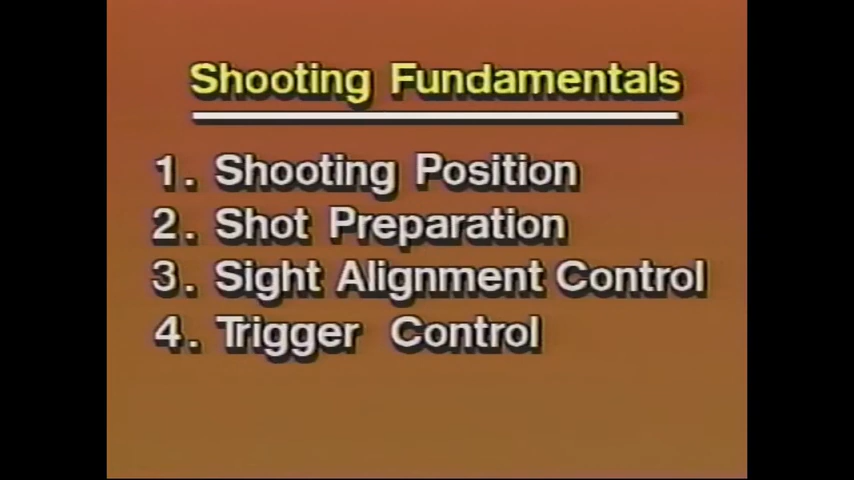 Shooting Fundamentals
1. Shooting Position
2. Shot Preparation
3. Sight Alignment Control
4. Trigger Control